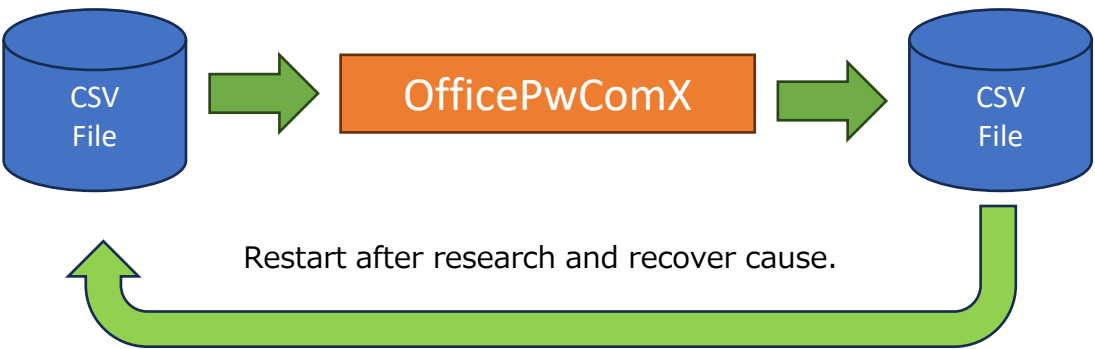 CSV
File
OfficePwComX
CSV
File
Restart after research and recover cause.